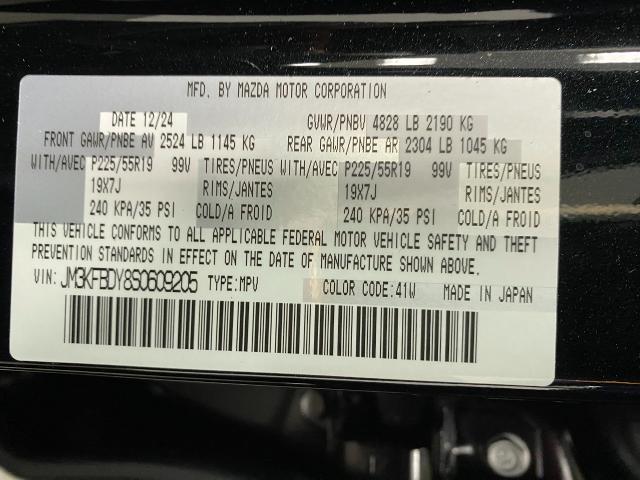 MFD. BY MAZDA MOTOR CORPORATION
DATE 12/24 GVWR/PNBV 4828 LB 2190 KG
FRONT GAWR/PNBE AV 2524 LB 1145 KG REAR GAWR/PNBE AR 2304 LB 1045 KG
WITH/AVEC P225/55R19 99V TIRES/PNEUS WITH/AVEC P225/55R19 99V TIRES/PNEUS
19X7J RIMS/JANTES 19X7J RIMS/JANTES
240 KPA/35 PSI COLD/A FROID 240 KPA/35 PSI COLD/A FROID
THIS VEHICLE CONFORMS TO ALL APPLICABLE FEDERAL MOTOR VEHICLE SAFETY AND THEFT
PREVENTION STANDARDS IN EFFECT ON THE DATE OF MANUFACTURE SHOWN ABOVE.
VIN: JM3KFBDY8S0609205 TYPE:MPV COLOR CODE:41W MADE IN JAPAN